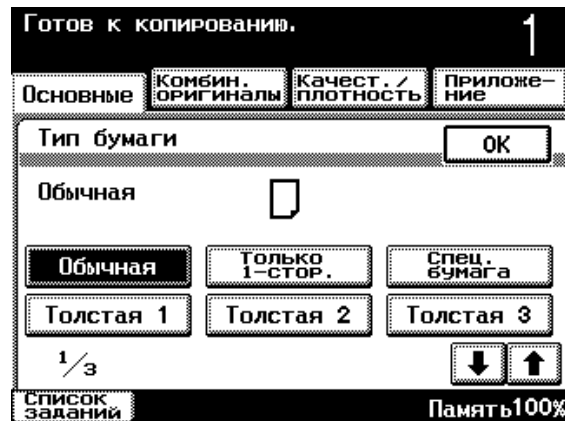 Готов к копированию.
1
Основные
Комбин.
оригиналы
Качест./
плотность
Приложе-
ние
Тип бумаги
OK
Обычная
Обычная
Только
1-стор.
Спец.
бумага
Толстая 1
Толстая 2
Толстая 3
1/3
Список
заданий
Память100%